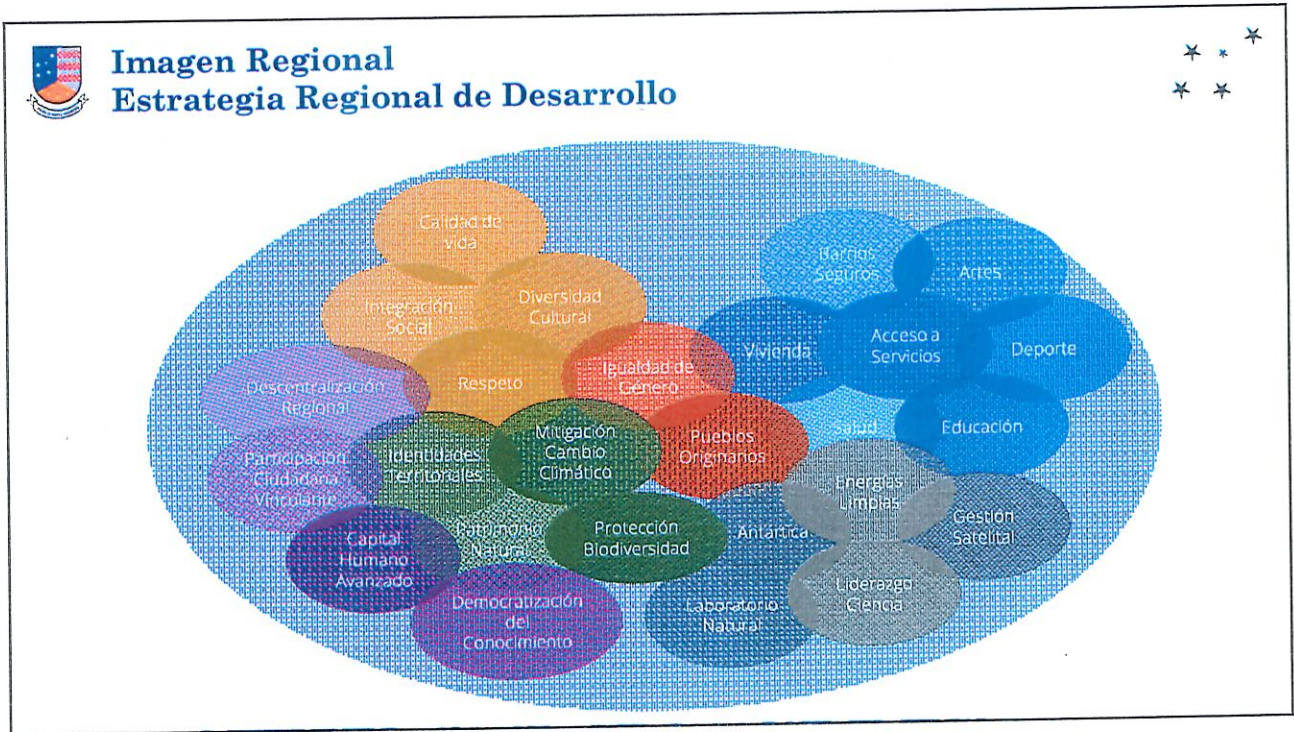 Imagen Regional
Estrategia Regional de Desarrollo
Calidad de
vida
Integración
Social
Diversidad
Cultural
Respeto
Igualdad de
Género
Pueblos
Originarios
Descentralización
Regional
Participación
Ciudadana
Vinculante
Identidades
Territoriales
Mitigación
Cambio
Climático
Capital
Humano
Avanzado
Patrimonio
Natural
Protección
Biodiversidad
Democratización
del
Conocimiento
Barrios
Seguros
Artes
Vivienda
Acceso a
Servicios
Deporte
Salud
Educación
Energías
Limpias
Antártica
Gestión
Satelital
Laboratorio
Natural
Liderazgo
Ciencia